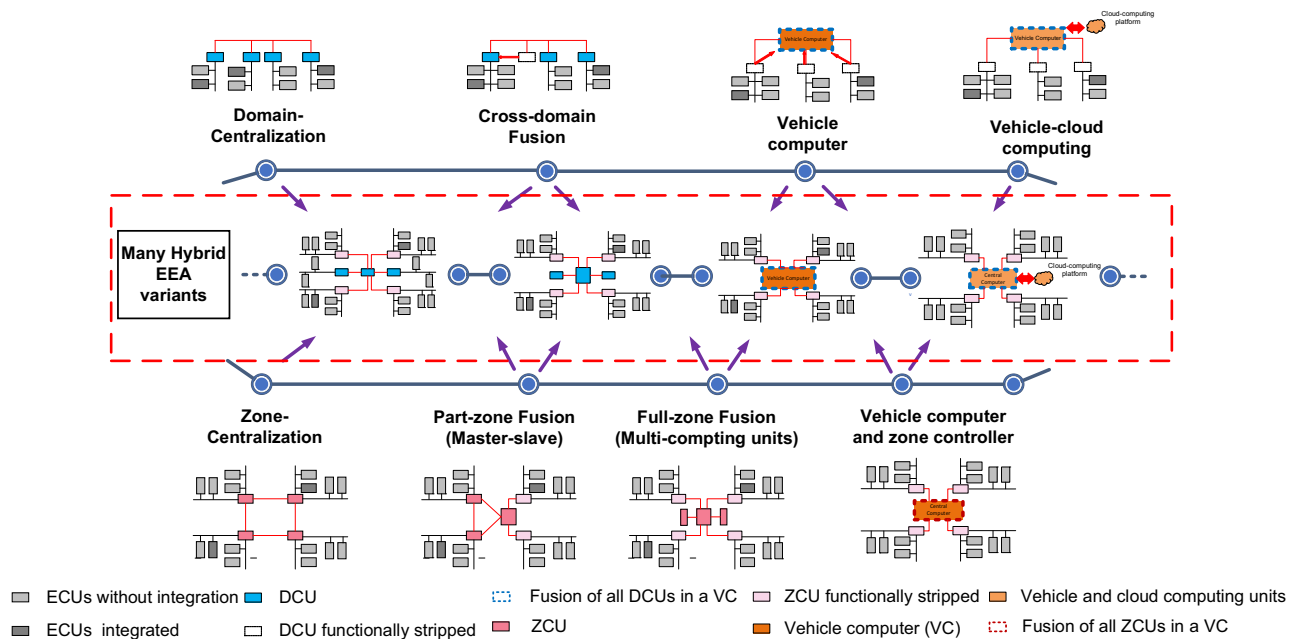 Cloud-computing
platform
Vehicle Computer
Vehicle Computer
Domain-
Centralization
Cross-domain
Fusion
Vehicle
computer
Vehicle-cloud
computing
Many Hybrid
EEA
variants
Vehicle Computer
Central
Computer
Cloud-computing
platform
Zone-
Centralization
Part-zone Fusion
(Master-slave)
Full-zone Fusion
(Multi-compting units)
Vehicle computer
and zone controller
Central
Computer
ECUs without integration
DCU
Fusion of all DCUs in a VC
ZCU functionally stripped
Vehicle and cloud computing units
ECUs integrated
DCU functionally stripped
ZCU
Vehicle computer (VC)
Fusion of all ZCUs in a VC